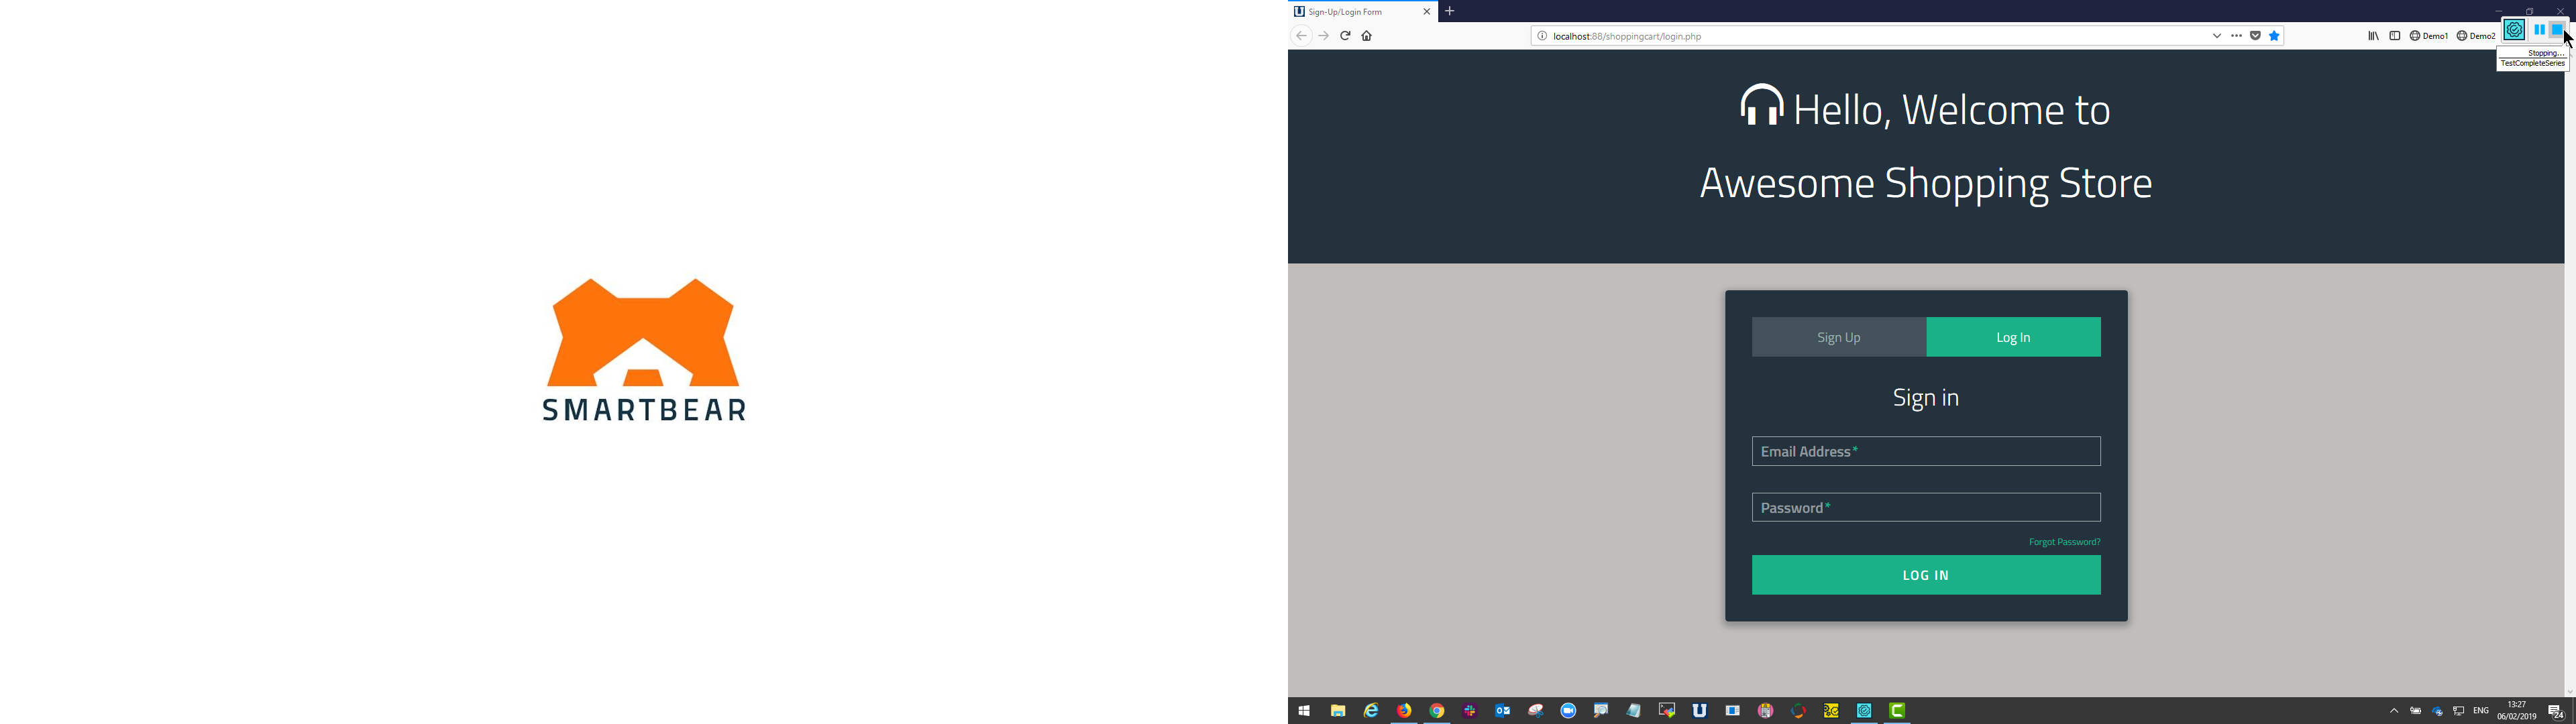 SMARTBEAR
Sign-Up/Login Form
localhost:88/shoppingcart/login.php
Demo1
Demo2
Stopping...
TestCompleteSeries
Hello, Welcome to
Awesome Shopping Store
Sign Up
Log In
Sign in
Email Address*
Password*
Forgot Password?
LOG IN
ENG
13:27
06/02/2019
24